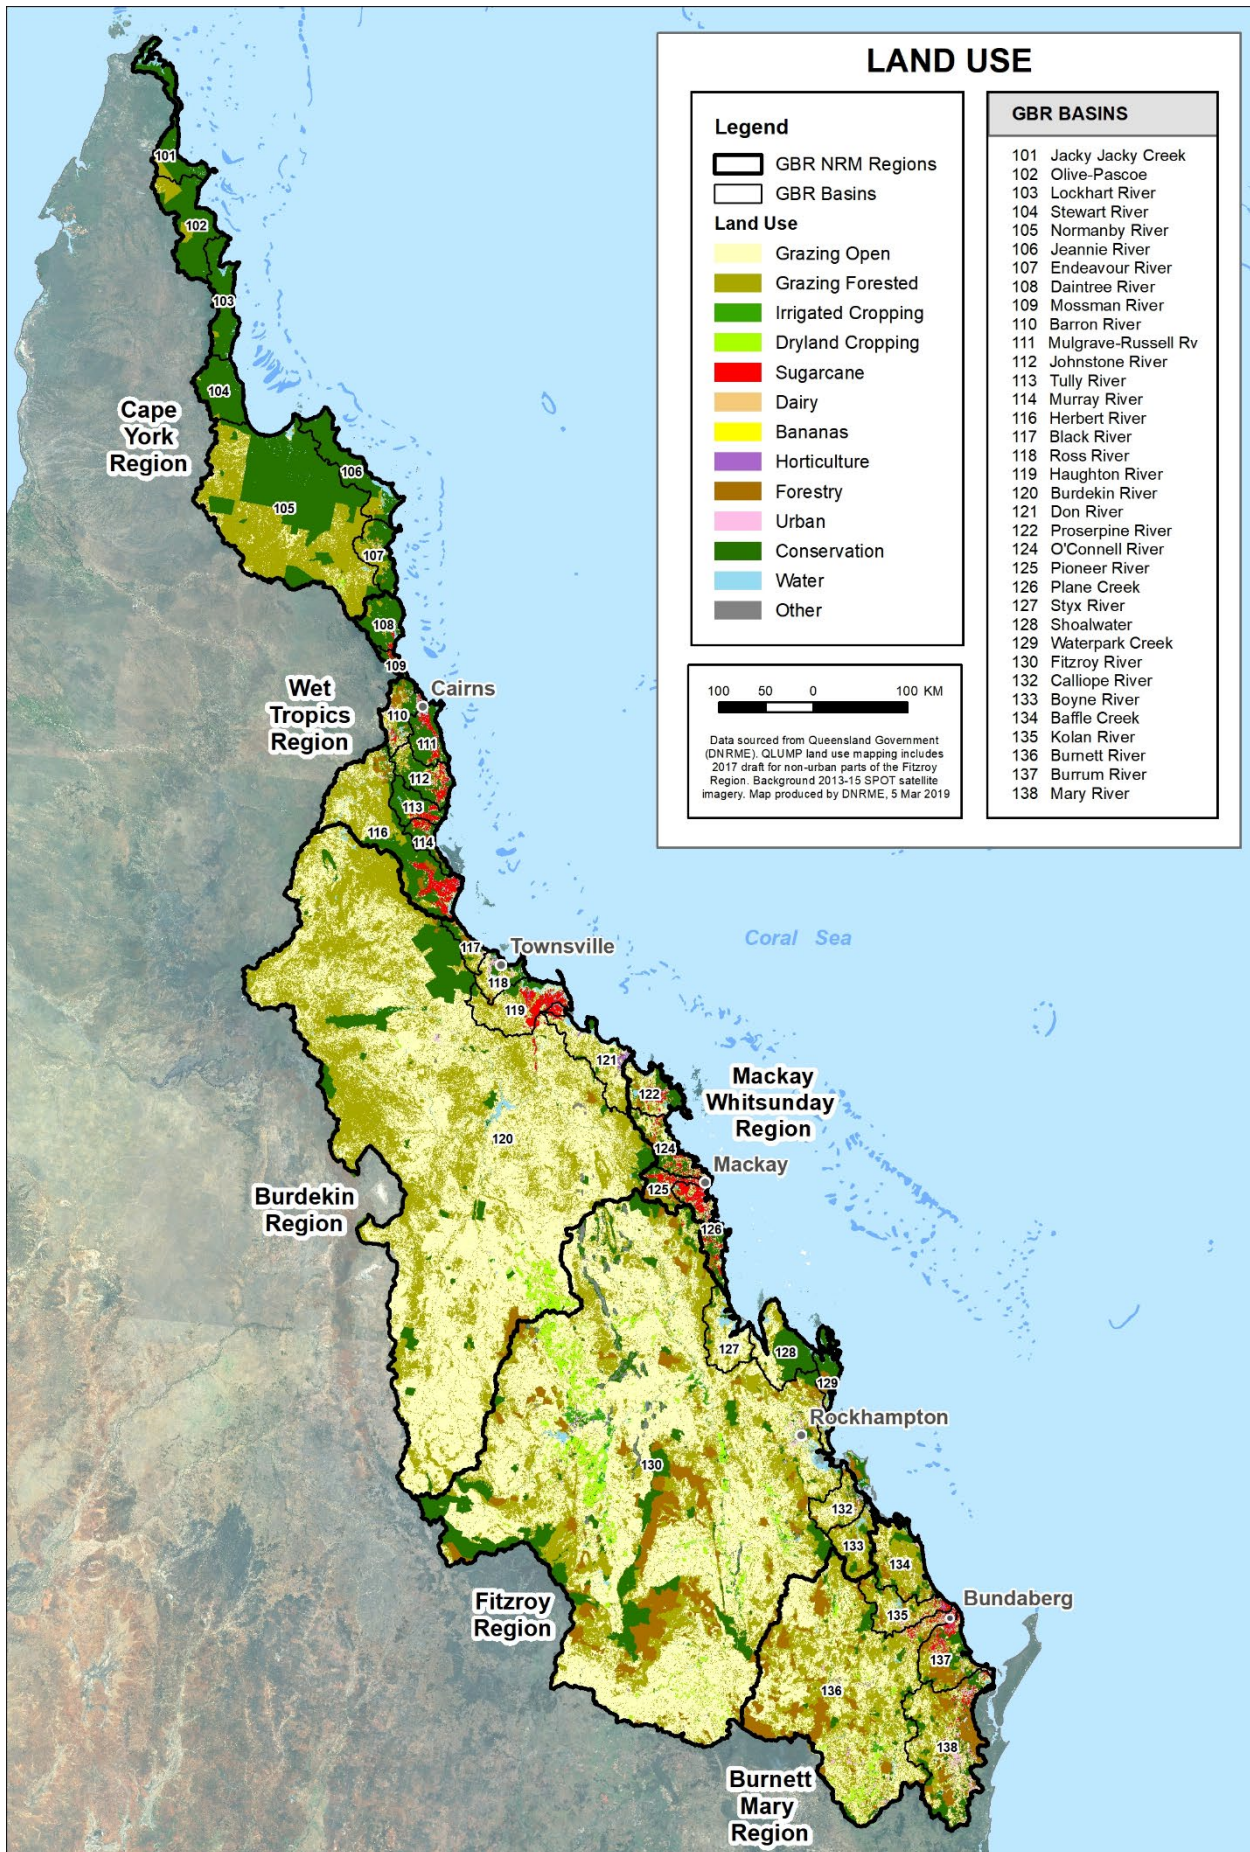 LAND USE
Legend
GBR NRM Regions
GBR Basins
Land Use
Grazing Open
Grazing Forested
Irrigated Cropping
Dryland Cropping
Sugarcane
Dairy
Bananas
Horticulture
Forestry
Urban
Conservation
Water
Other
100 50 0 100 KM
Data sourced from Queensland Government
(DNRME). QLUMP land use mapping includes
2017 draft for non-urban parts of the Fitzroy
Region. Background 2013-15 SPOT satellite
imagery. Map produced by DNRME, 5 Mar 2019
GBR BASINS
101 Jacky Jacky Creek
102 Olive-Pascoe
103 Lockhart River
104 Stewart River
105 Normanby River
106 Jeannie River
107 Endeavour River
108 Daintree River
109 Mossman River
110 Barron River
111 Mulgrave-Russell Rv
112 Johnstone River
113 Tully River
114 Murray River
116 Herbert River
117 Black River
118 Ross River
119 Haughton River
120 Burdekin River
121 Don River
122 Proserpine River
124 O'Connell River
125 Pioneer River
126 Plane Creek
127 Styx River
128 Shoalwater
129 Waterpark Creek
130 Fitzroy River
132 Calliope River
133 Boyne River
134 Baffle Creek
135 Kolan River
136 Burnett River
137 Burrum River
138 Mary River
101
102
103
104
Cape
York
Region
106
105
107
108
109
Wet
Tropics
Region
Cairns
110
111
112
113
116
114
Coral Sea
117
Townsville
118
119
121
Mackay
Whitsunday
Region
122
120
124
Mackay
125
Burdekin
Region
126
127
128
129
Rockhampton
130
132
133
134
Fitzroy
Region
Bundaberg
135
137
136
138
Burnett
Mary
Region